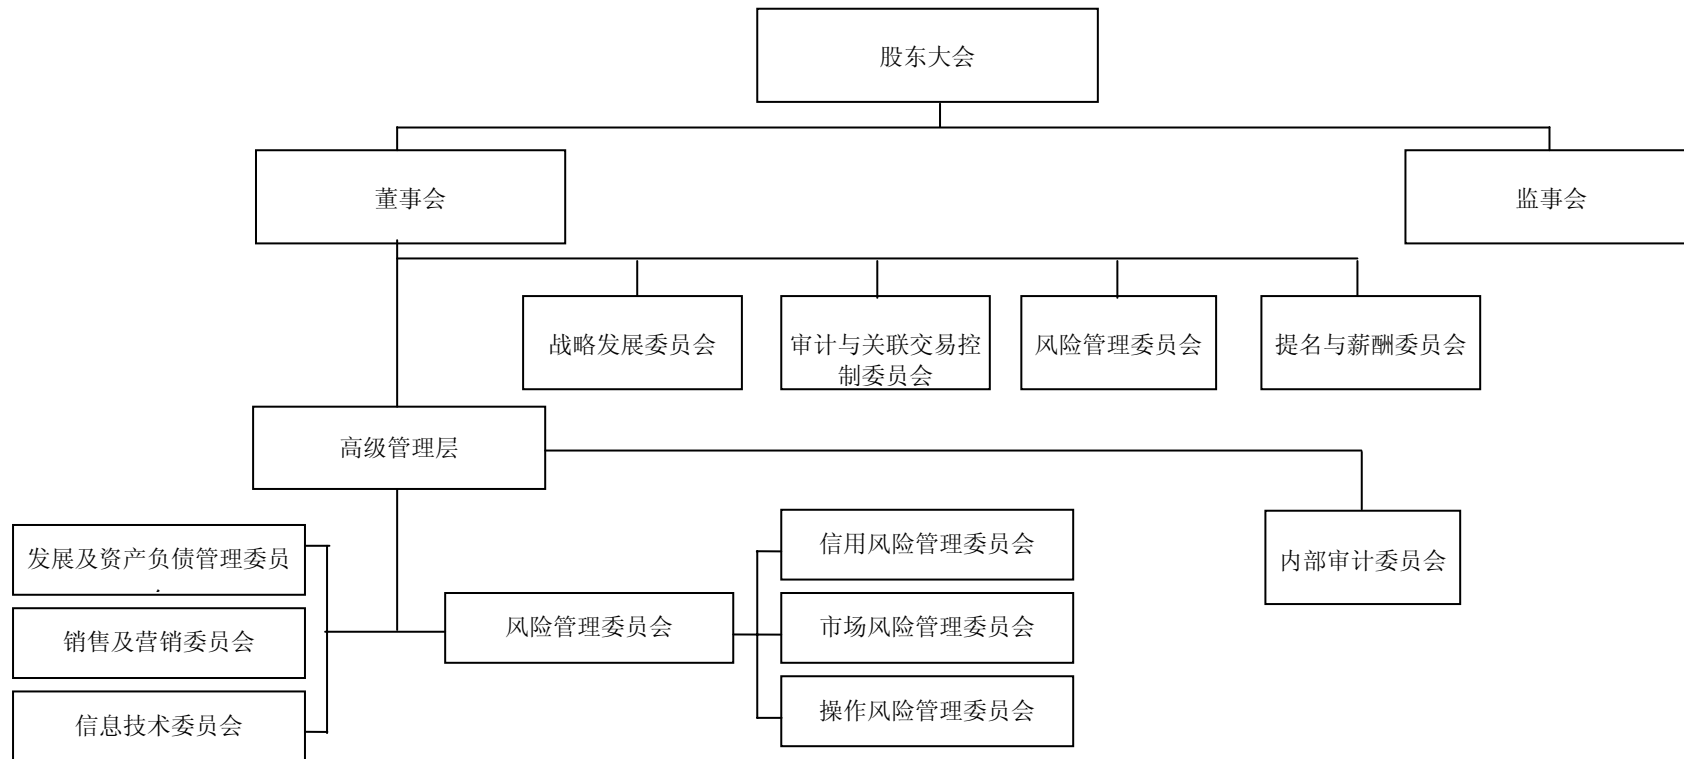 股东大会
董事会
监事会
战略发展委员会
审计与关联交易控
制委员会
风险管理委员会
提名与薪酬委员会
高级管理层
发展及资产负债管理委员
销售及营销委员会
信息技术委员会
风险管理委员会
信用风险管理委员会
市场风险管理委员会
操作风险管理委员会
内部审计委员会